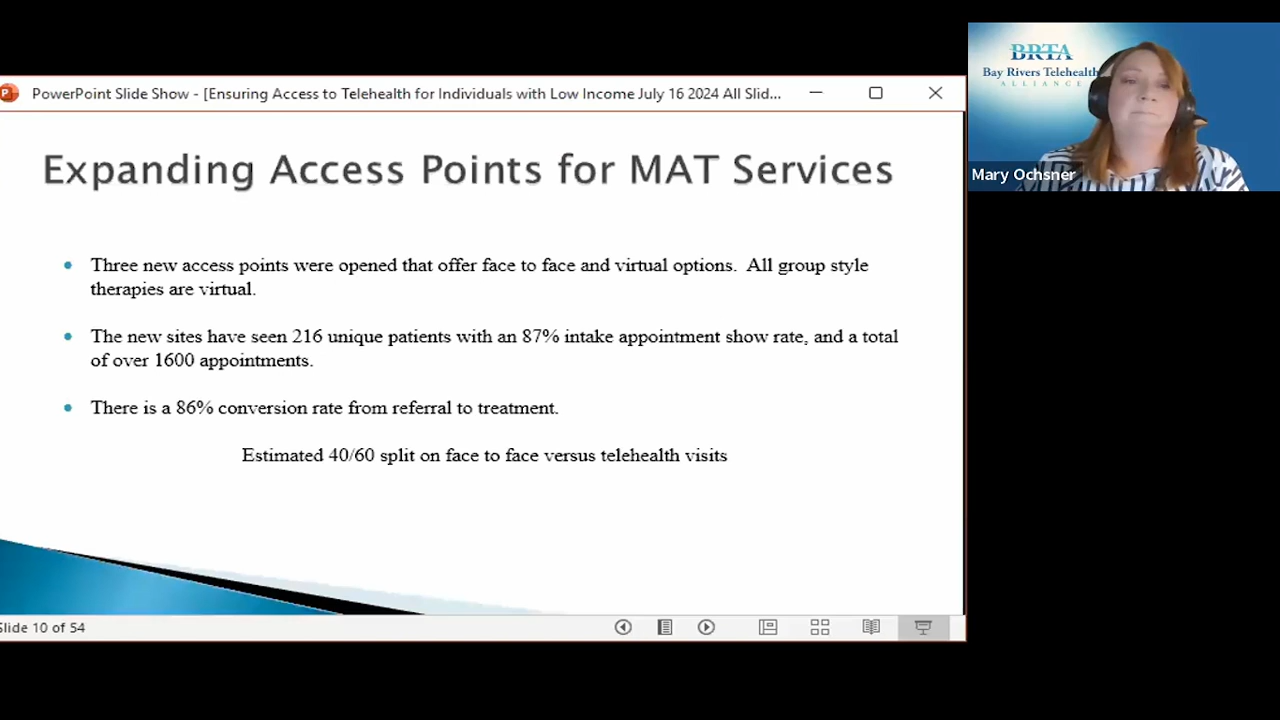 PowerPoint Slide Show - [Ensuring Access to Telehealth for Individuals with Low Income July 16 2024 All Slid...
Expanding Access Points for MAT Services
Three new access points were opened that offer face to face and virtual options.  All group style
therapies are virtual.
The new sites have seen 216 unique patients with an 87% intake appointment show rate, and a total
of over 1600 appointments.
There is a 86% conversion rate from referral to treatment.
Estimated 40/60 split on face to face versus telehealth visits
Slide 10 of 54
BRTA
Bay Rivers Telehealth
ALLIANCE
Mary Ochsner